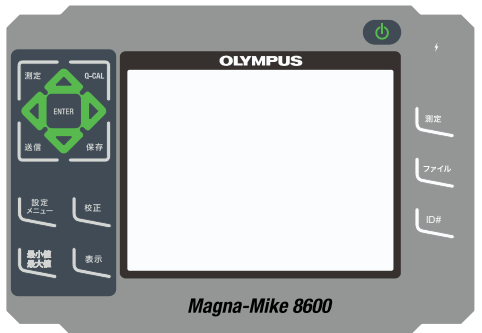 OLYMPUS
測定
Q-CAL
ENTER
送信
保存
設定
メニュー
校正
最小値
最大値
表示
測定
ファイル
ID#
Magna-Mike 8600